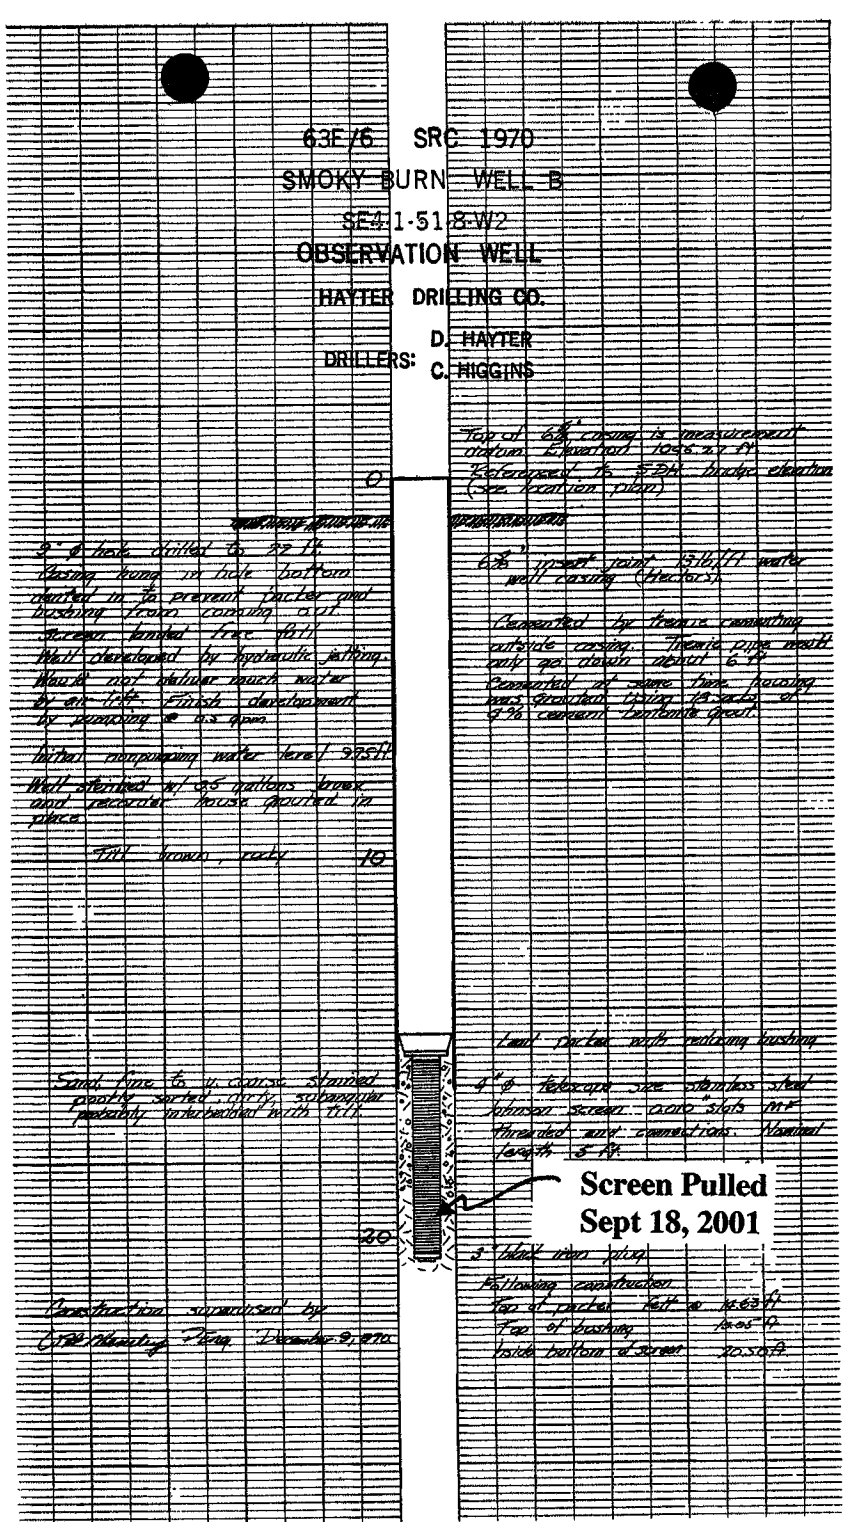 63E/6 SRC 1970
SMOKY BURN WELL B
SE4-1-51-8-W2
OBSERVATION WELL
HAYTER DRILLING CO.
DRILLERS: D. HAYTER
C. HIGGINS
Top of 6⅝" casing is measurement
datum Elevation 1056.27 ft
Referenced to bridge elevation
(see location plan)
0
9" ø hole drilled to 22 ft.
Casing hung in hole bottom
in to prevent packer and
bushing from coming out
Screen landed free fall
Well developed by hydraulic jetting.
Would not deliver much water
by air lift. Finish development
by pumping @ 0.5 gpm
Initial nonpumping water level 9.75 ft
Well sterilized w/ 0.5 gallons
and recorder house grouted in
place
Till brown, rocky
10
6⅝" insert joint 13 lb/ft water
well casing (Hectors)
Cemented by tremie cementing
outside casing. Tremie pipe would
only go down about 6 ft
Cemented at same time housing
was grouted using 13 sacks of
4% cement bentonite grout.
Lead packer with reducing bushing
Sand, fine to v. coarse stained
poorly sorted, dirty, subangular
probably interbedded with till
4" ø telescope size stainless steel
Johnson screen 0.010" slots M-F
threaded end connections. Nominal
length 5 ft.
Screen Pulled
Sept 18, 2001
20
3" black iron plug
Following construction
Top of packer felt @ 14.63 ft
Top of bushing 15.05 ft
Inside bottom of screen 20.50 ft.
Construction supervised by
P. Eng. December 9, 1970